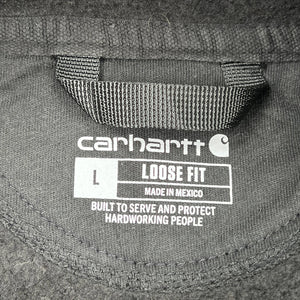 carhartt
L LOOSE FIT
MADE IN MEXICO
BUILT TO SERVE AND PROTECT
HARDWORKING PEOPLE